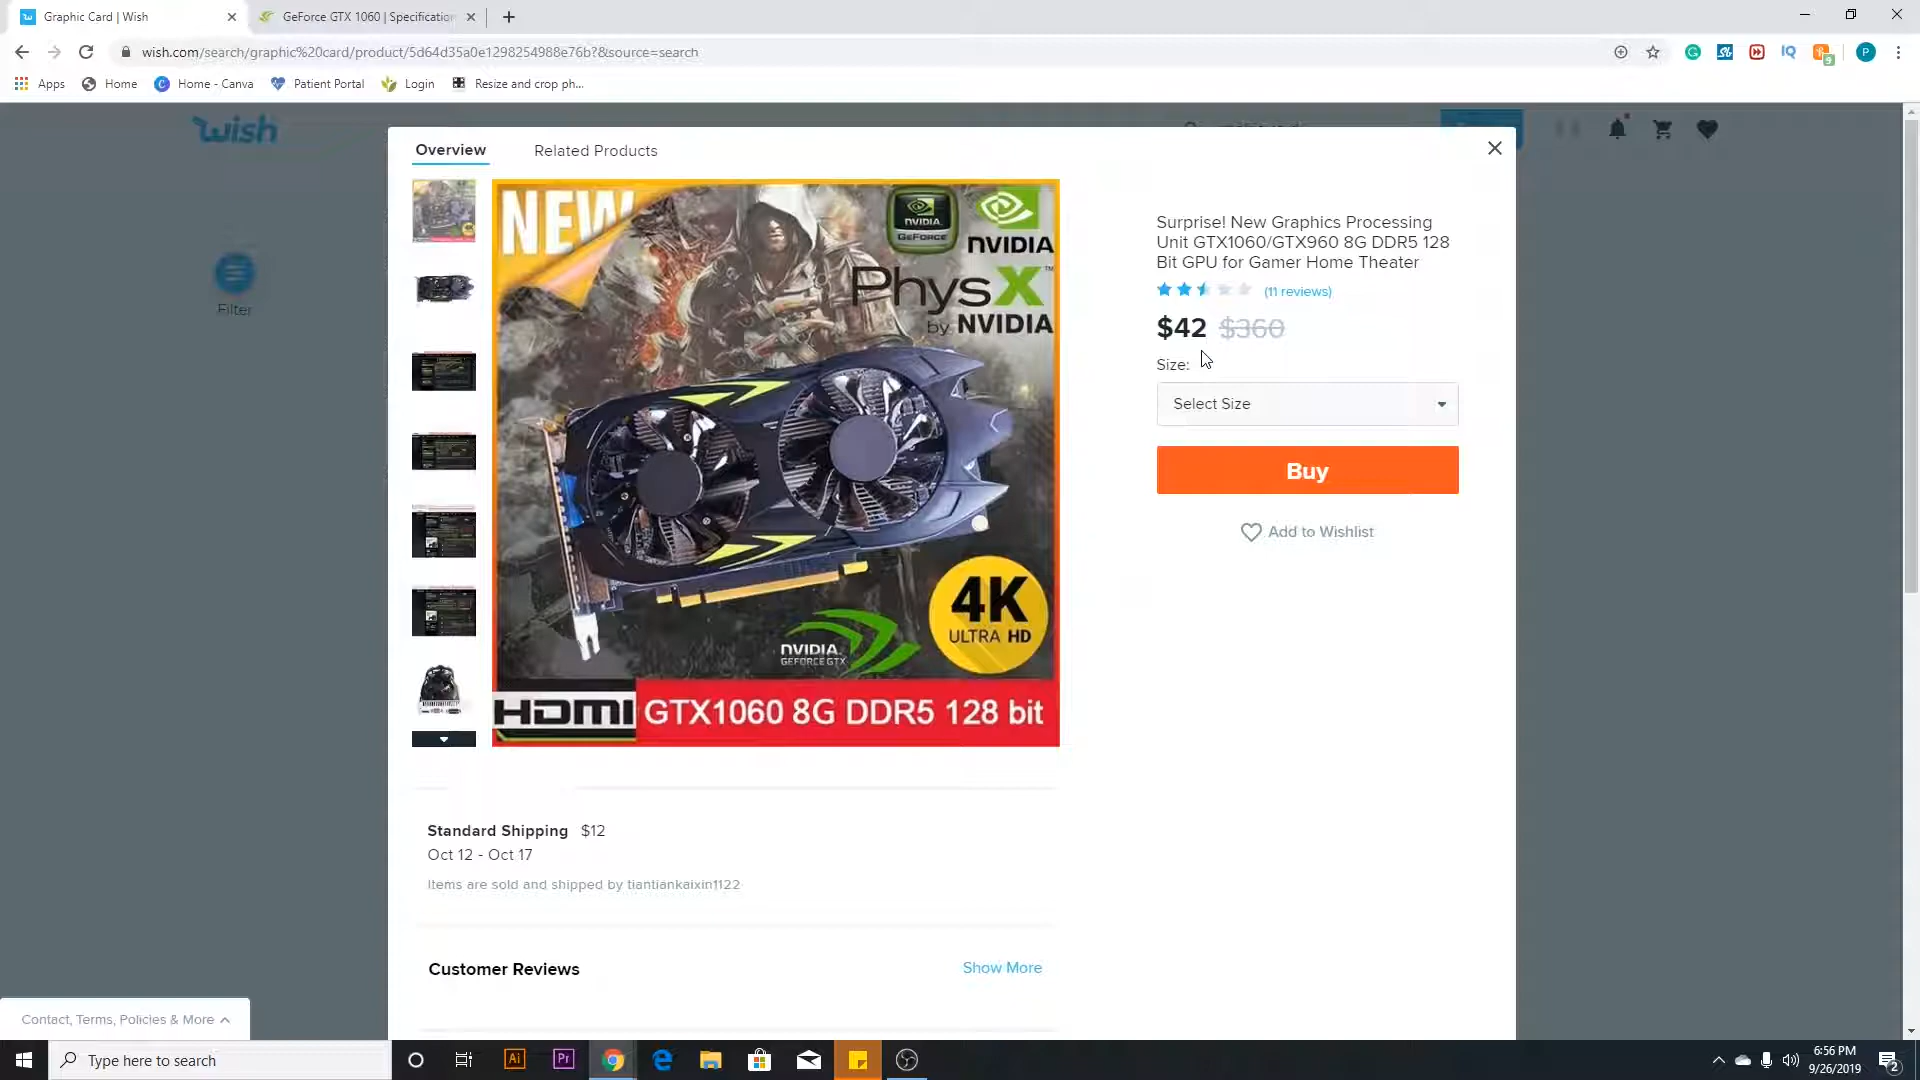 Graphic Card | Wish
GeForce GTX 1060 | Specification
wish.com/search/graphic%20card/product/5d64d35a0e1298254988e76b?&source=search
P
9
Apps
Home
Home - Canva
Patient Portal
Login
Resize and crop ph...
wish
Filter
Overview
Related Products
NEW
NVIDIA
GEFORCE
NVIDIA
PhysX™
by NVIDIA
4K
ULTRA HD
NVIDIA.
GEFORCE GTX
HDMI
GTX1060 8G DDR5 128 bit
Surprise! New Graphics Processing
Unit GTX1060/GTX960 8G DDR5 128
Bit GPU for Gamer Home Theater
(11 reviews)
$42 $360
Size:
Select Size
Buy
Add to Wishlist
Standard Shipping $12
Oct 12 - Oct 17
Items are sold and shipped by tiantiankaixin1122
Customer Reviews
Show More
Contact, Terms, Policies & More
Type here to search
Ai
Pr
6:56 PM
9/26/2019
2